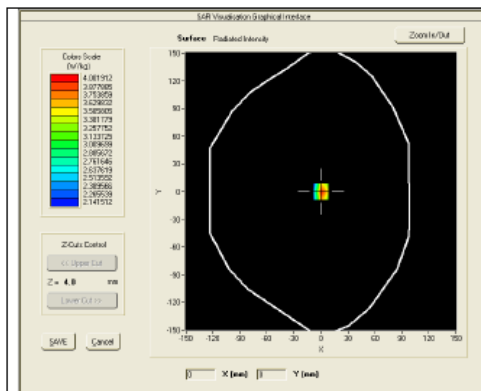 SAR Visualisation Graphical Interface
Surface Radiated Intensity
Zoom In/Out
Colors Scale
(W/kg)
4.001912
3.877885
3.753859
3.629832
3.505805
3.381779
3.257752
3.133725
3.009699
2.885672
2.761645
2.637619
2.513592
2.389566
2.265539
2.141512
Z-Cuts Control
<< Upper Cut
Z = 4.0 mm
Lower Cut >>
SAVE Cancel
150
120
90
60
30
0
-30
-60
-90
-120
-150
Y
-150 -120 -90 -60 -30 0 30 60 90 120 150
X
0 X (mm) 0 Y (mm)